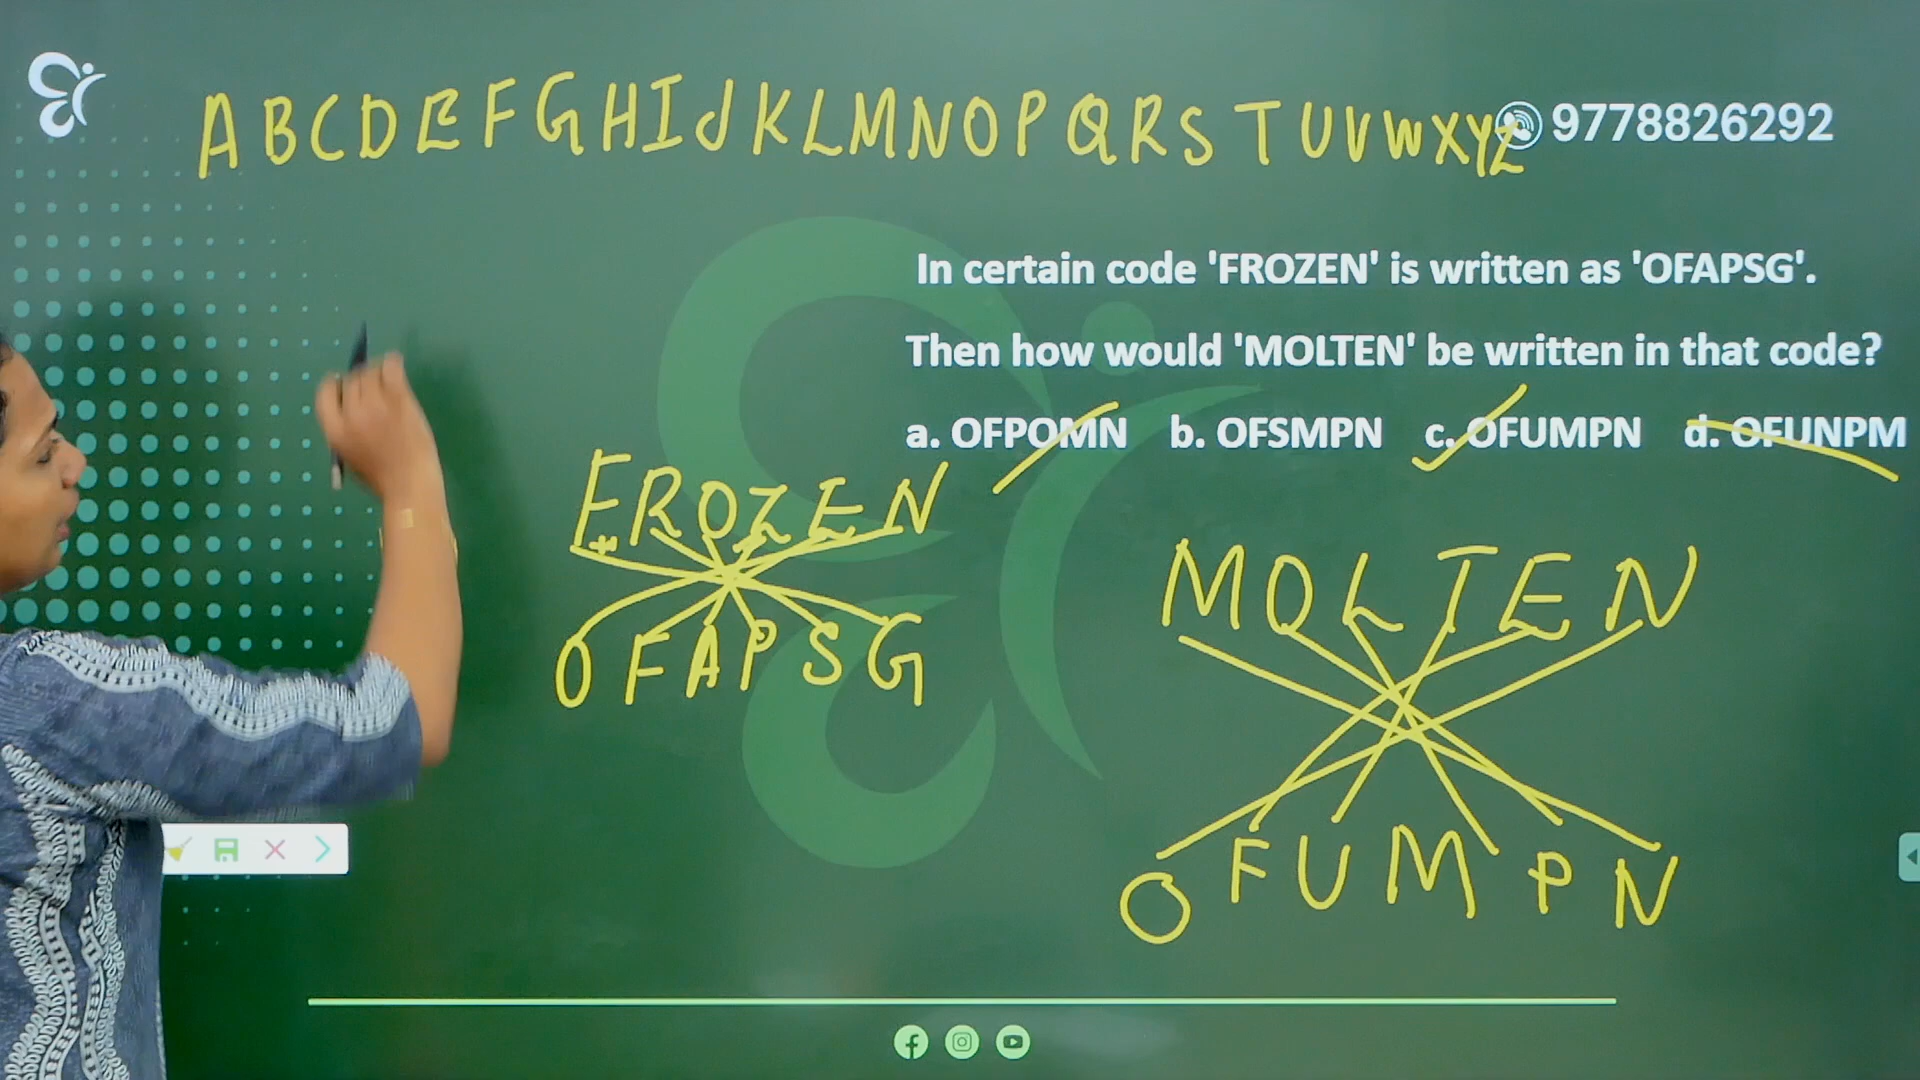 A B C D E F G H I J K L M N O P Q R S T U V W X Y Z
9778826292
In certain code 'FROZEN' is written as 'OFAPSG'.
Then how would 'MOLTEN' be written in that code?
a. OFPOMN b. OFSMPN c. OFUMPN d. OFUNPM
FROZEN
OFAPSG
MOLTEN
OFUMPN